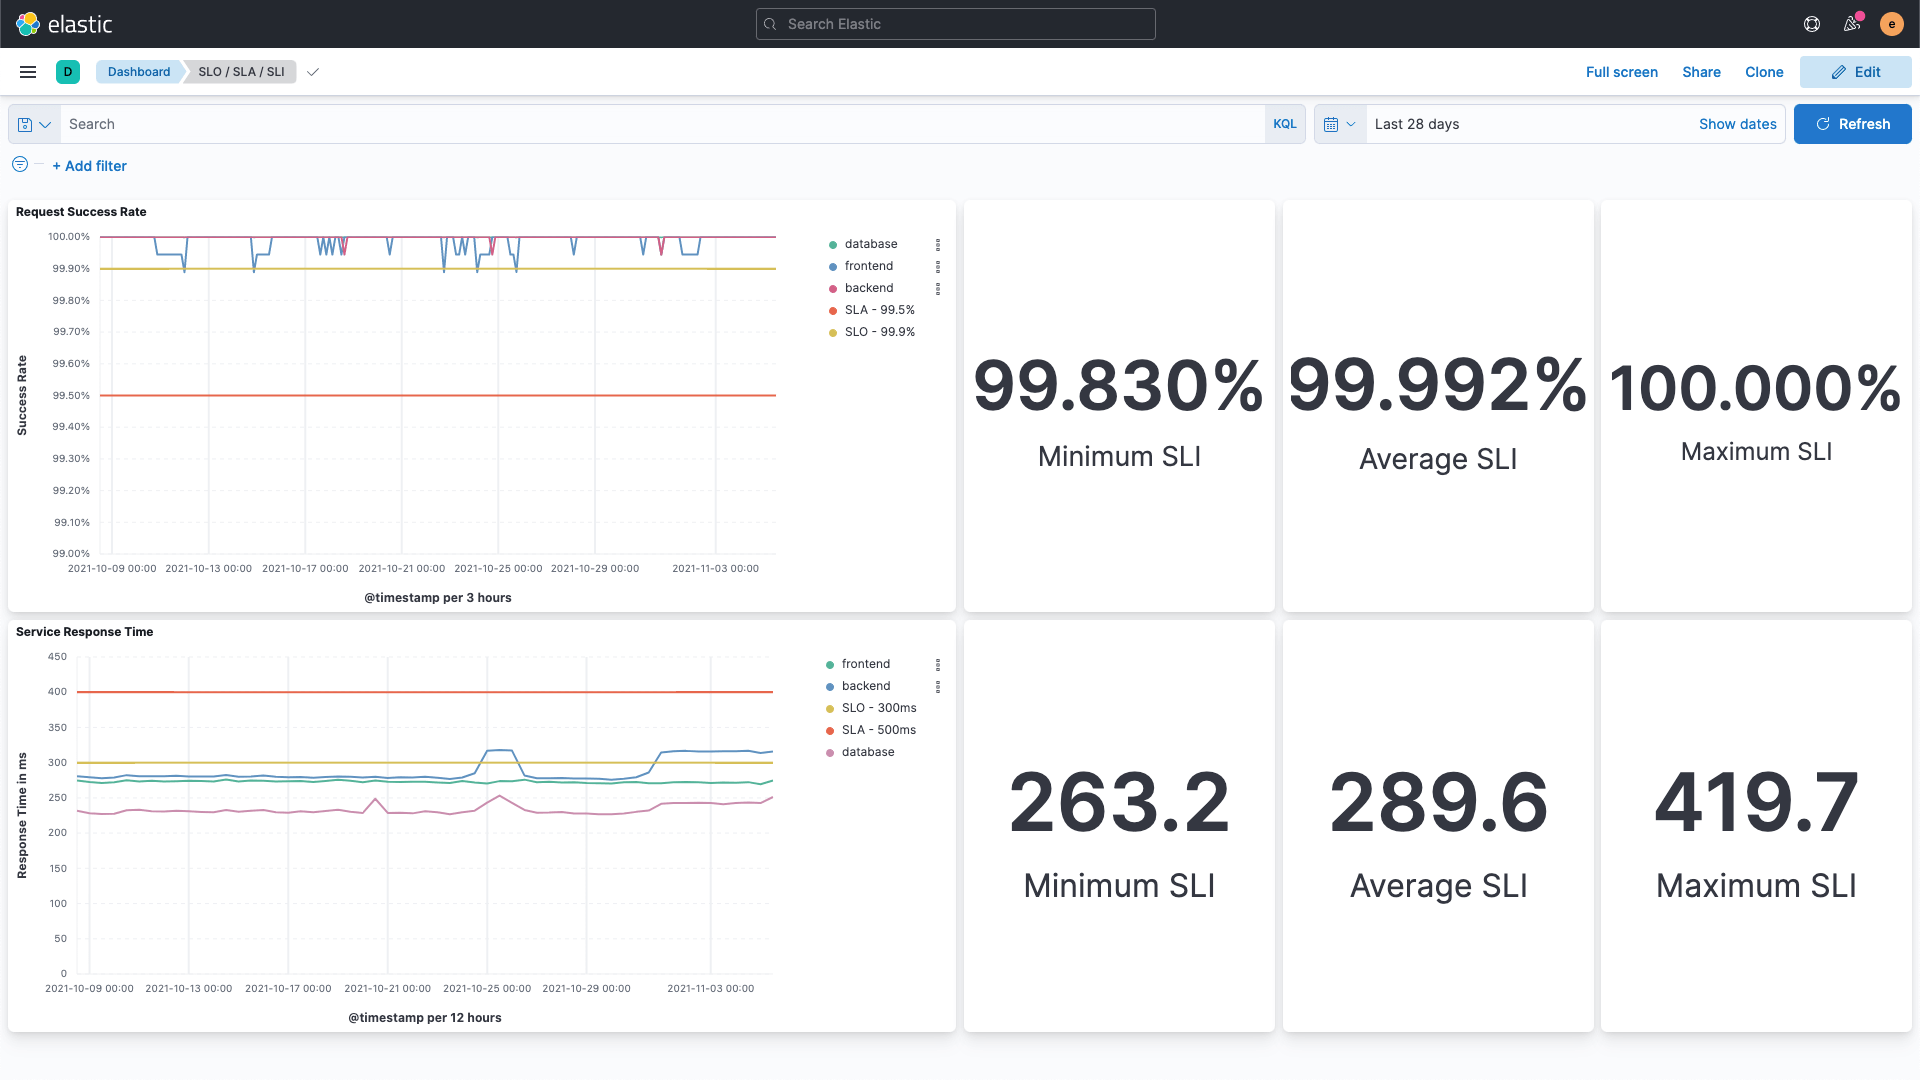 elastic
Search Elastic
e
D
Dashboard
SLO / SLA / SLI
Full screen
Share
Clone
Edit
Search
KQL
Last 28 days
Show dates
Refresh
+ Add filter
Request Success Rate
100.00%
99.90%
99.80%
99.70%
99.60%
99.50%
99.40%
99.30%
99.20%
99.10%
99.00%
Success Rate
2021-10-09 00:00
2021-10-13 00:00
2021-10-17 00:00
2021-10-21 00:00
2021-10-25 00:00
2021-10-29 00:00
2021-11-03 00:00
@timestamp per 3 hours
database
frontend
backend
SLA - 99.5%
SLO - 99.9%
99.830%
Minimum SLI
99.992%
Average SLI
100.000%
Maximum SLI
Service Response Time
450
400
350
300
250
200
150
100
50
0
Response Time in ms
2021-10-09 00:00
2021-10-13 00:00
2021-10-17 00:00
2021-10-21 00:00
2021-10-25 00:00
2021-10-29 00:00
2021-11-03 00:00
@timestamp per 12 hours
frontend
backend
SLO - 300ms
SLA - 500ms
database
263.2
Minimum SLI
289.6
Average SLI
419.7
Maximum SLI